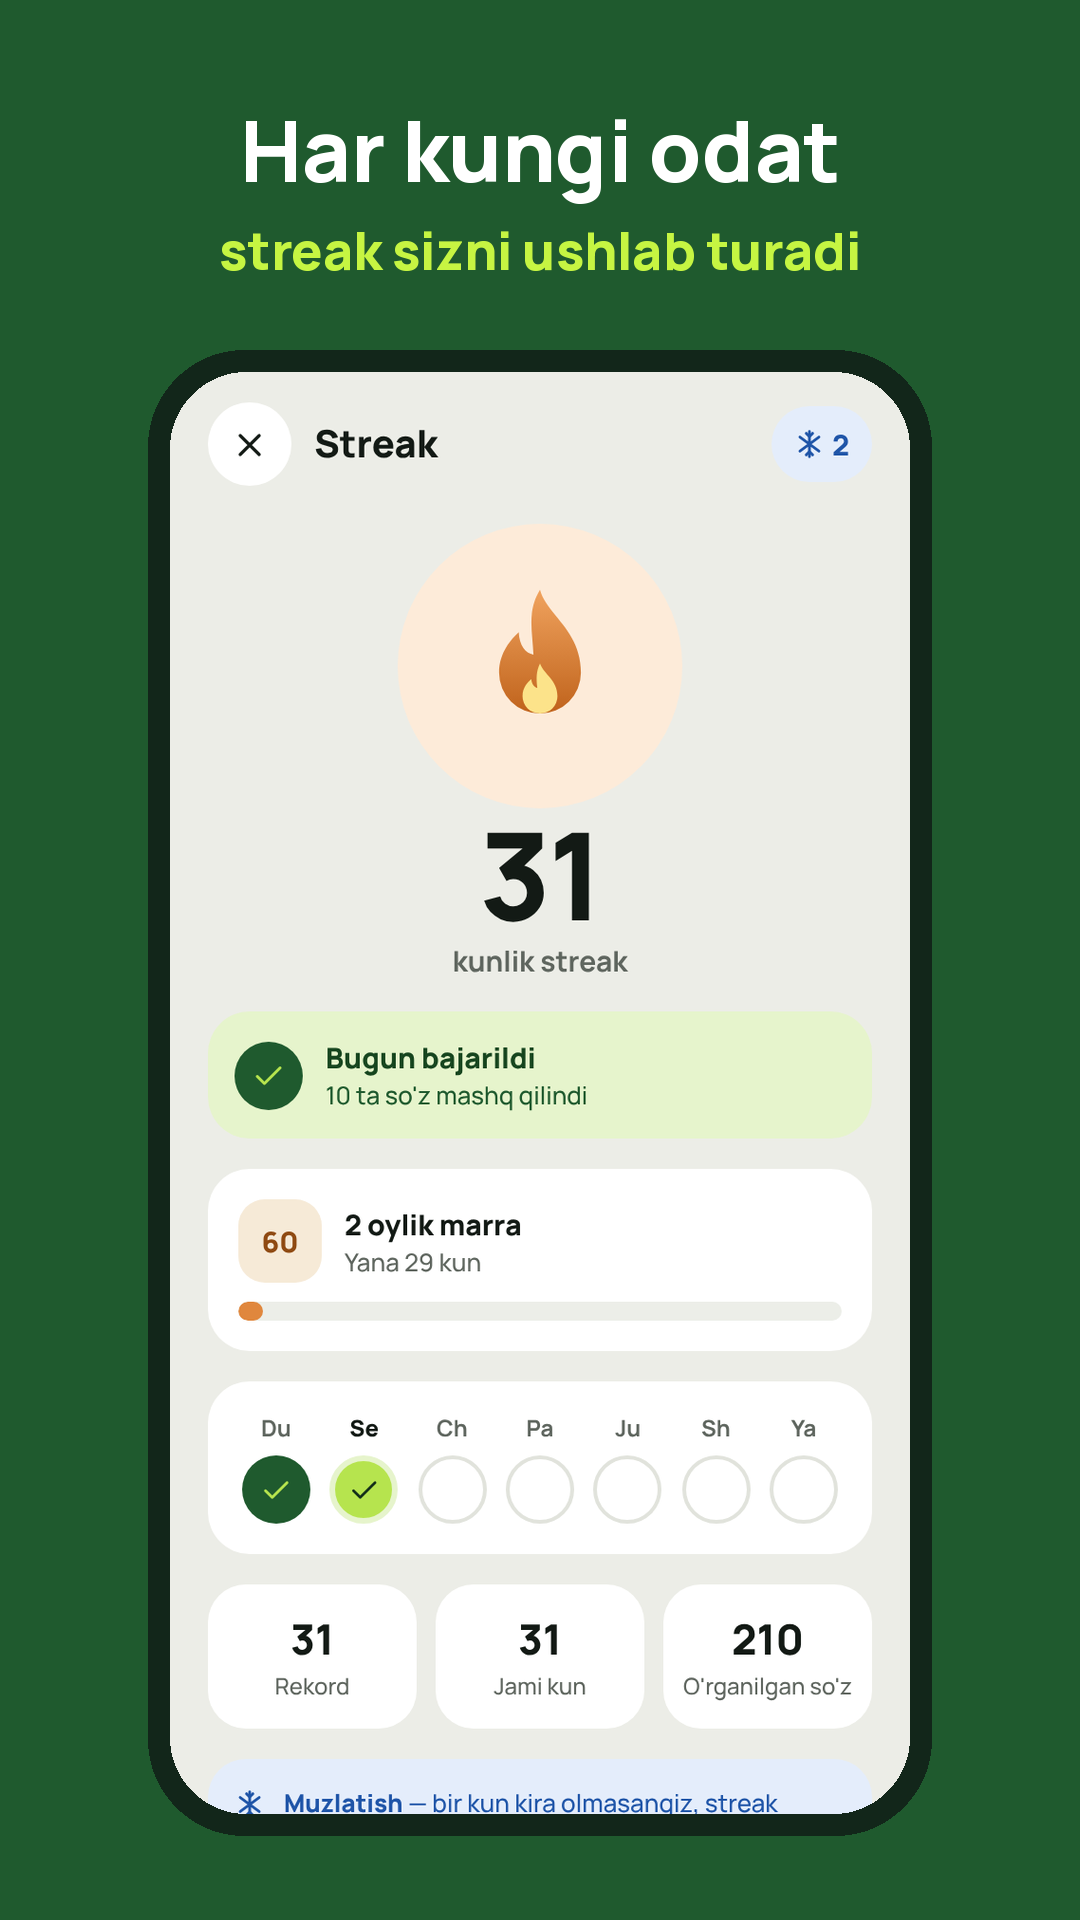 Har kungi odat
streak sizni ushlab turadi
Streak
2
31
kunlik streak
Bugun bajarildi
10 ta so'z mashq qilindi
60
2 oylik marra
Yana 29 kun
Du Se Ch Pa Ju Sh Ya
31 31 210
Rekord Jami kun O'rganilgan so'z
Muzlatish — bir kun kira olmasangiz, streak